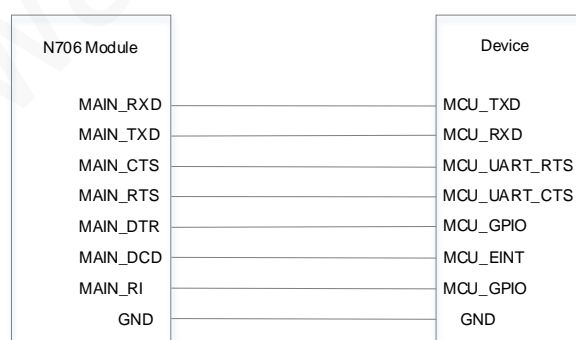 N706 Module Device
MAIN_RXD MCU_TXD
MAIN_TXD MCU_RXD
MAIN_CTS MCU_UART_RTS
MAIN_RTS MCU_UART_CTS
MAIN_DTR MCU_GPIO
MAIN_DCD MCU_EINT
MAIN_RI MCU_GPIO
GND GND